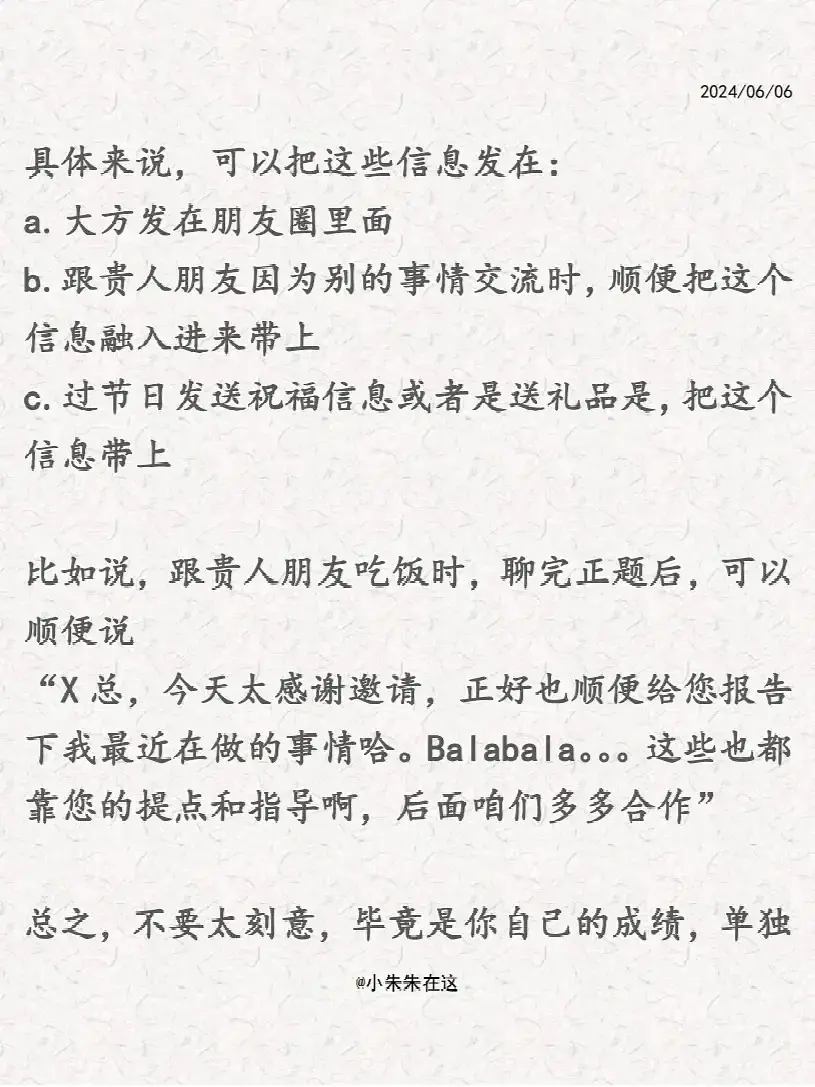 2024/06/06
具体来说，可以把这些信息发在：
a. 大方发在朋友圈里面
b. 跟贵人朋友因为别的事情交流时，顺便把这个
信息融入进来带上
c. 过节日发送祝福信息或者是送礼品是，把这个
信息带上
比如说，跟贵人朋友吃饭时，聊完正题后，可以
顺便说
“X 总，今天太感谢邀请，正好也顺便给您报告
下我最近在做的事情哈。Balabala。。。这些也都
靠您的提点和指导啊，后面咱们多多合作”
总之，不要太刻意，毕竟是你自己的成绩，单独
@小朱朱在这